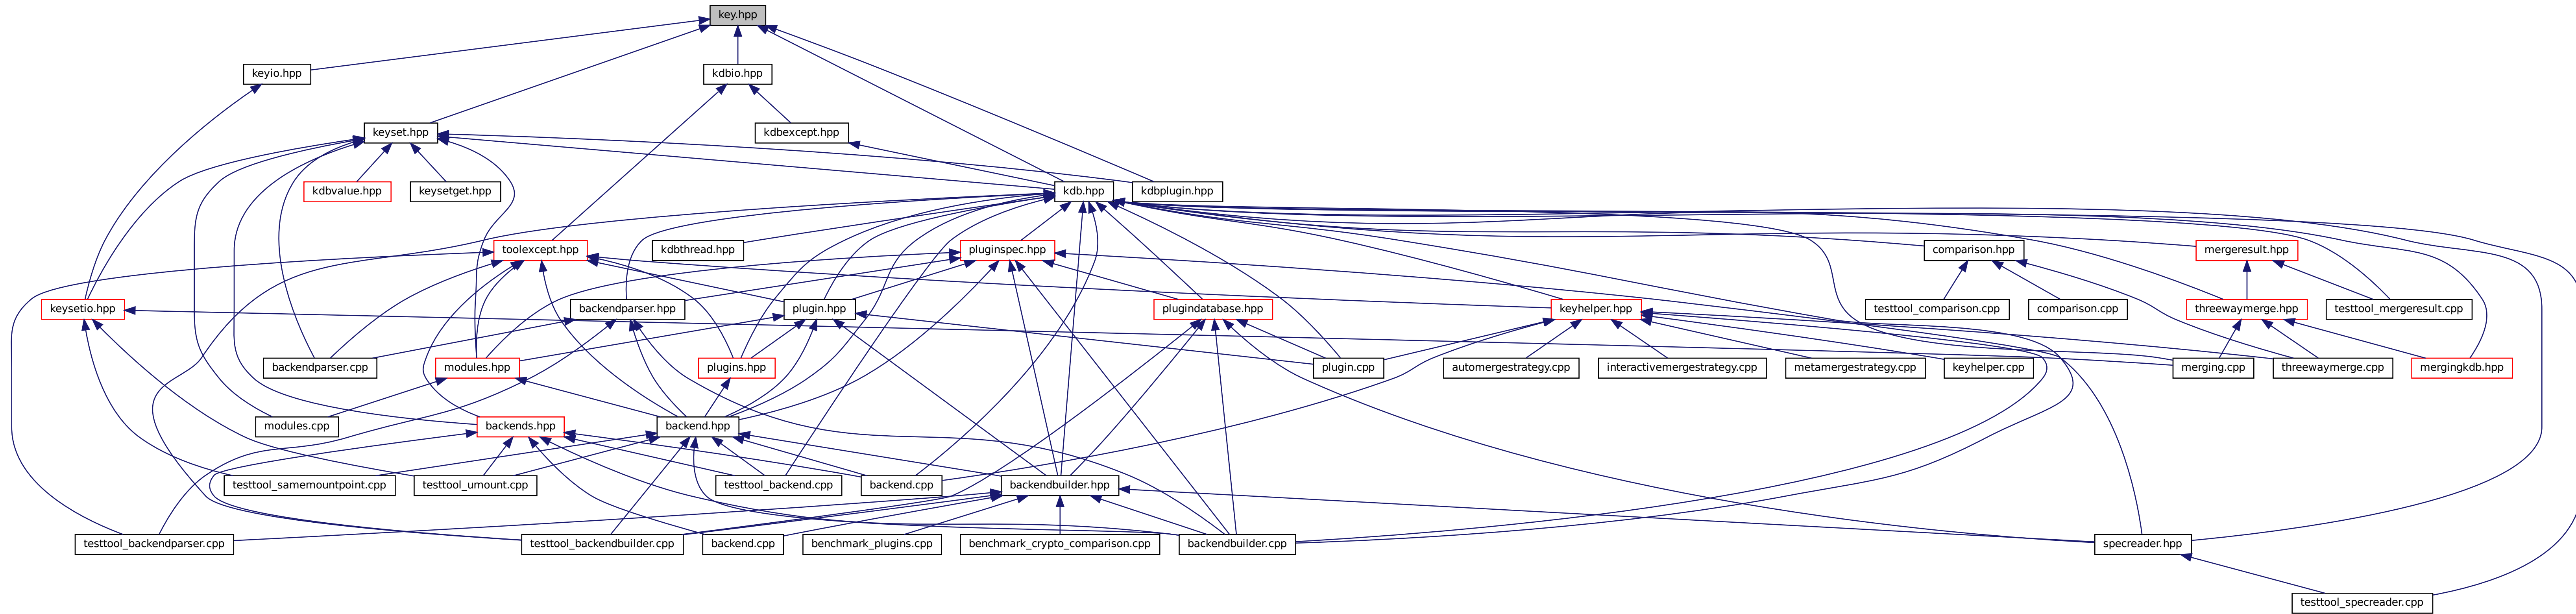 key.hpp
keyio.hpp
kdbio.hpp
keyset.hpp
kdbexcept.hpp
kdbvalue.hpp
keysetget.hpp
kdb.hpp
kdbplugin.hpp
toolexcept.hpp
kdbthread.hpp
pluginspec.hpp
comparison.hpp
mergeresult.hpp
keysetio.hpp
backendparser.hpp
plugin.hpp
plugindatabase.hpp
keyhelper.hpp
testtool_comparison.cpp
comparison.cpp
threewaymerge.hpp
testtool_mergeresult.cpp
backendparser.cpp
modules.hpp
plugins.hpp
plugin.cpp
automergestrategy.cpp
interactivemergestrategy.cpp
metamergestrategy.cpp
keyhelper.cpp
merging.cpp
threewaymerge.cpp
mergingkdb.hpp
modules.cpp
backends.hpp
backend.hpp
testtool_samemountpoint.cpp
testtool_umount.cpp
testtool_backend.cpp
backend.cpp
backendbuilder.hpp
testtool_backendparser.cpp
testtool_backendbuilder.cpp
backend.cpp
benchmark_plugins.cpp
benchmark_crypto_comparison.cpp
backendbuilder.cpp
specreader.hpp
testtool_specreader.cpp